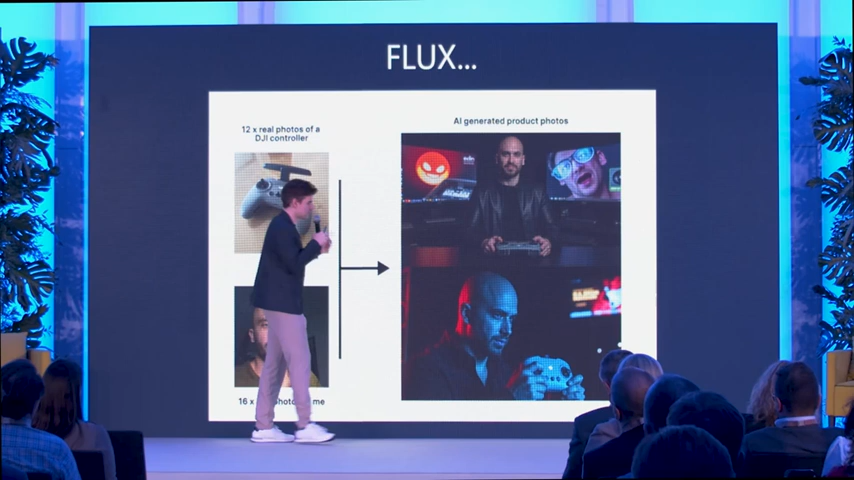 FLUX...
12 x real photos of a
DJI controller
AI generated product photos
16 x
me